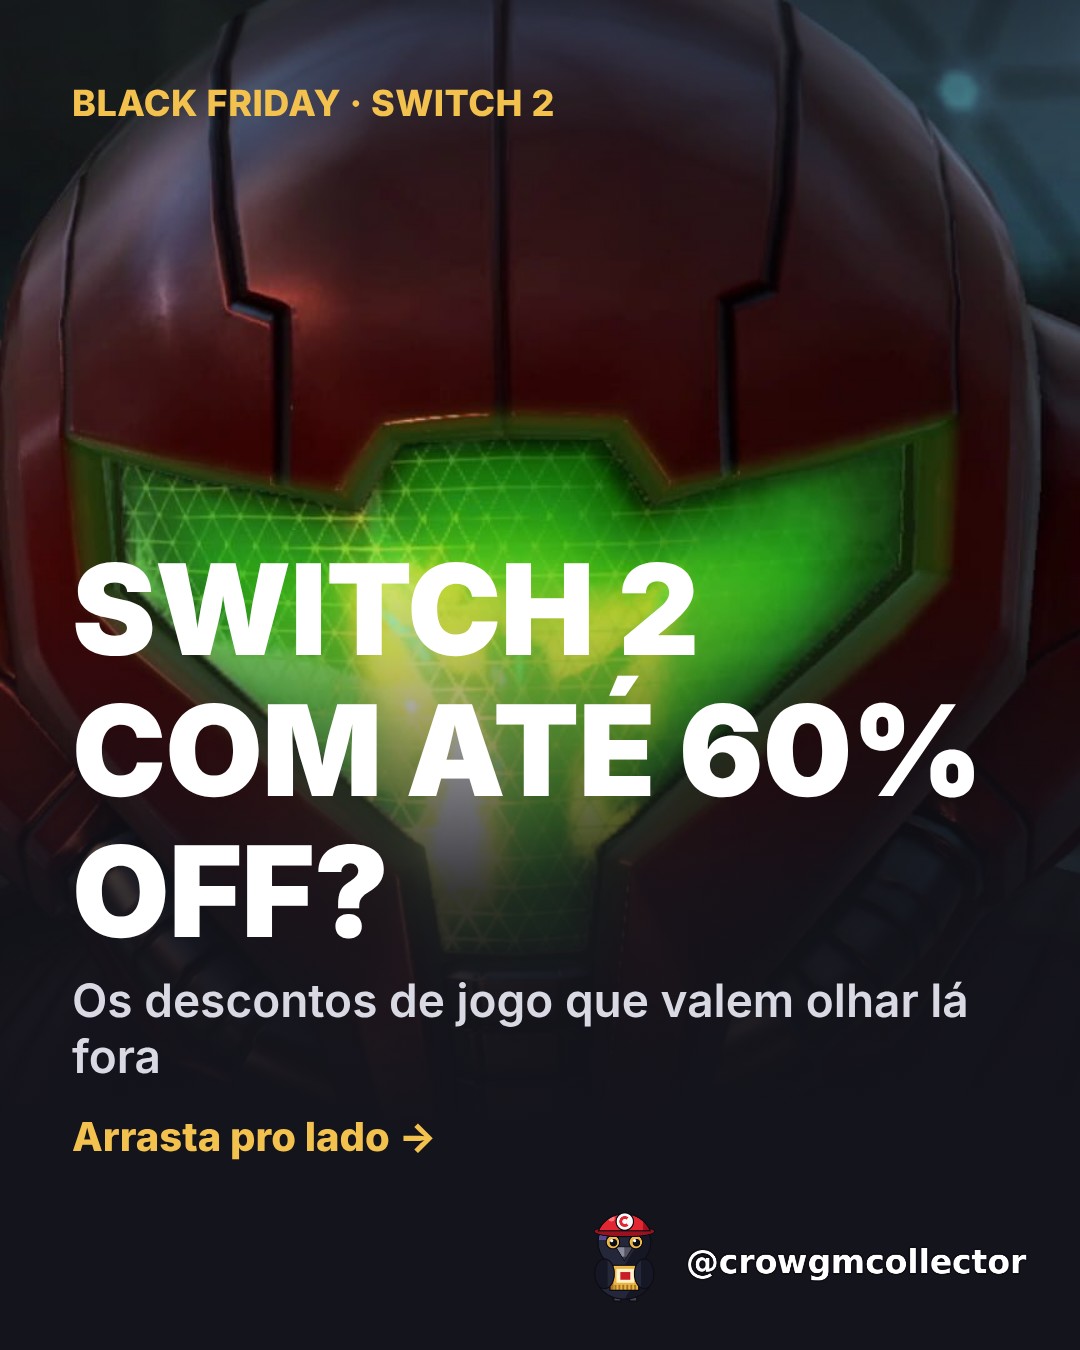 BLACK FRIDAY · SWITCH 2
SWITCH 2
COM ATÉ 60%
OFF?
Os descontos de jogo que valem olhar lá
fora
Arrasta pro lado →
C
@crowgmcollector